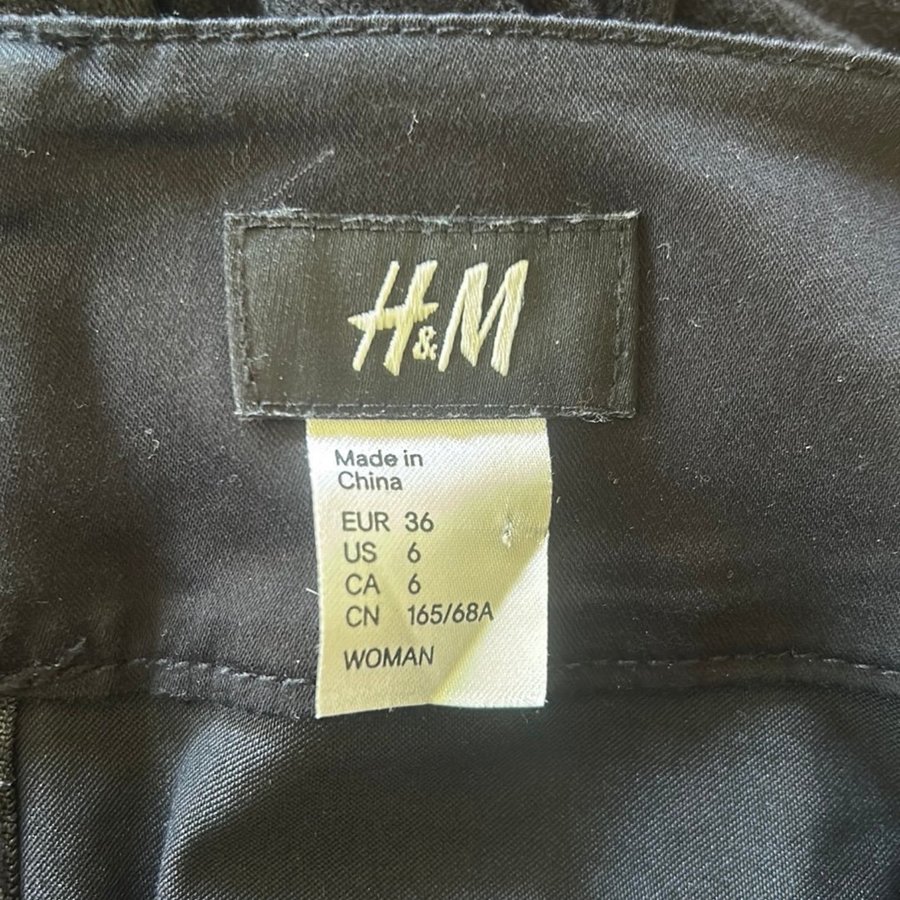 H&M
Made in
China
EUR 36
US 6
CA 6
CN 165/68A
WOMAN